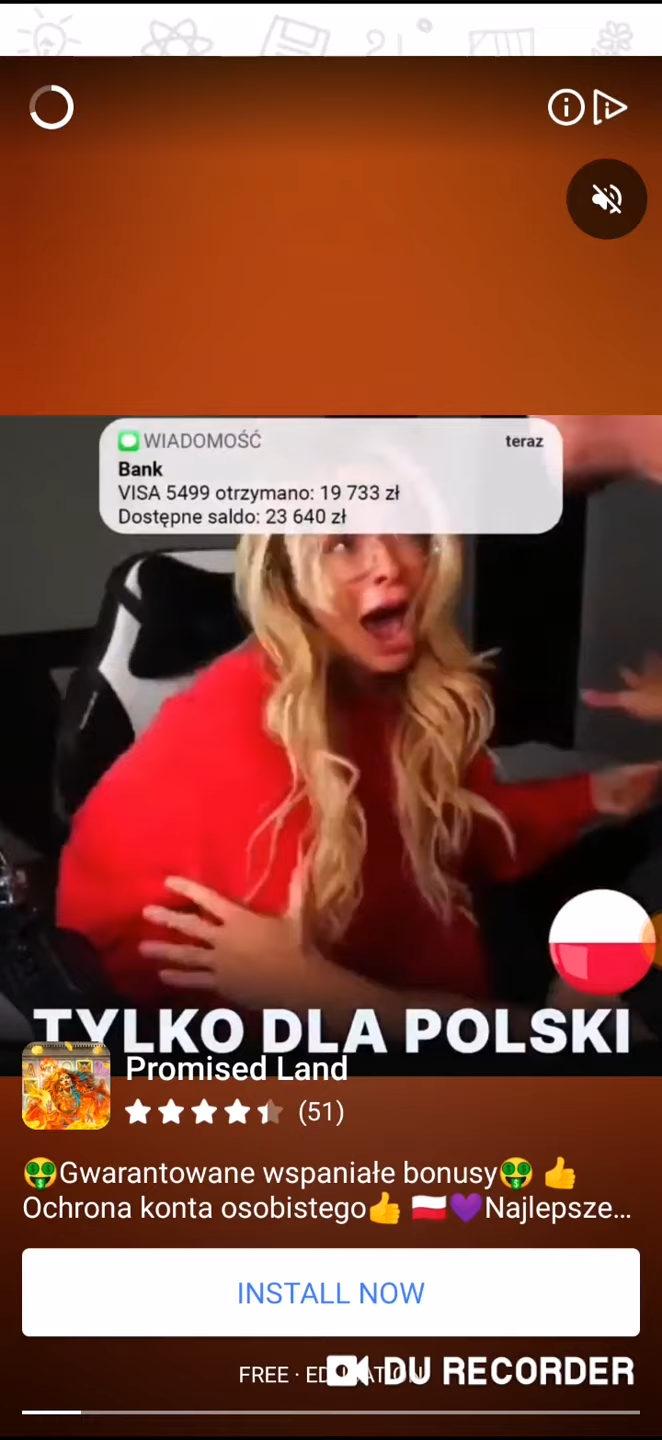 WIADOMOŚĆ teraz
Bank
VISA 5499 otrzymano: 19 733 zł
Dostępne saldo: 23 640 zł
TYLKO DLA POLSKI
Promised Land
(51)
🤑Gwarantowane wspaniałe bonusy🤑 👍
Ochrona konta osobistego👍 🇵🇱💜Najlepsze...
INSTALL NOW
FREE ·
DU RECORDER